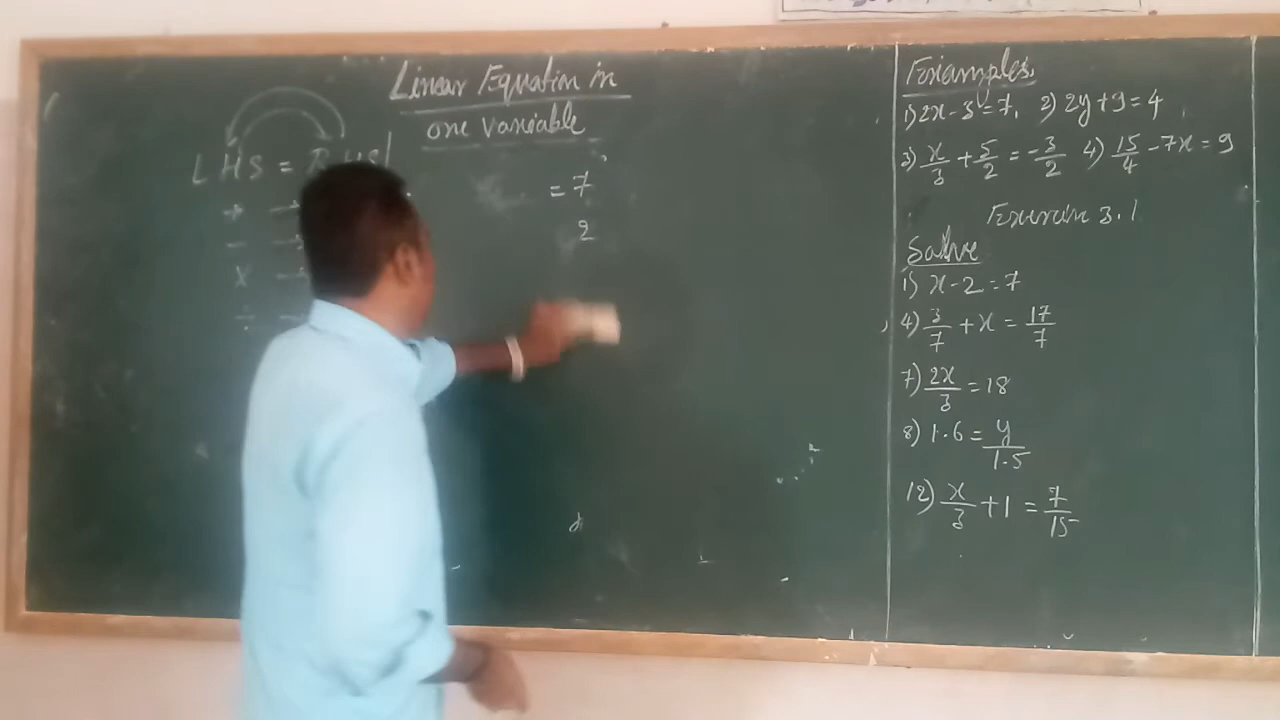 Linear Equation in
one variable
LHS = RHS
+ →
- →
x →
÷ -
= 7
2
Examples,
1) 2x - 3 = 7, 2) 2y + 9 = 4
3) x/3 + 5/2 = -3/2 4) 15/4 - 7x = 9
Exercise 3.1
Solve
1) x - 2 = 7
4) 3/7 + x = 17/7
7) 2x/3 = 18
8) 1.6 = y/1.5
12) x/3 + 1 = 7/15